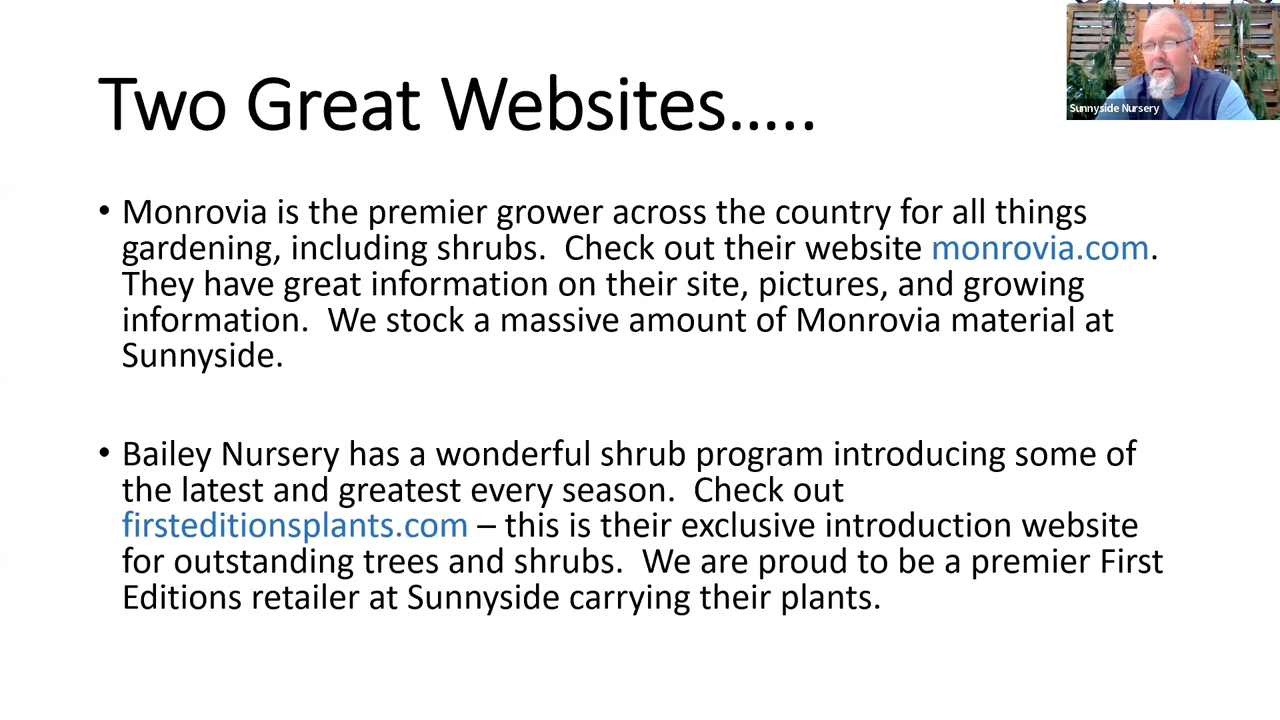 Two Great Websites.....
Sunnyside Nursery
• Monrovia is the premier grower across the country for all things
gardening, including shrubs.  Check out their website monrovia.com.
They have great information on their site, pictures, and growing
information.  We stock a massive amount of Monrovia material at
Sunnyside.
• Bailey Nursery has a wonderful shrub program introducing some of
the latest and greatest every season.  Check out
firsteditionsplants.com – this is their exclusive introduction website
for outstanding trees and shrubs.  We are proud to be a premier First
Editions retailer at Sunnyside carrying their plants.